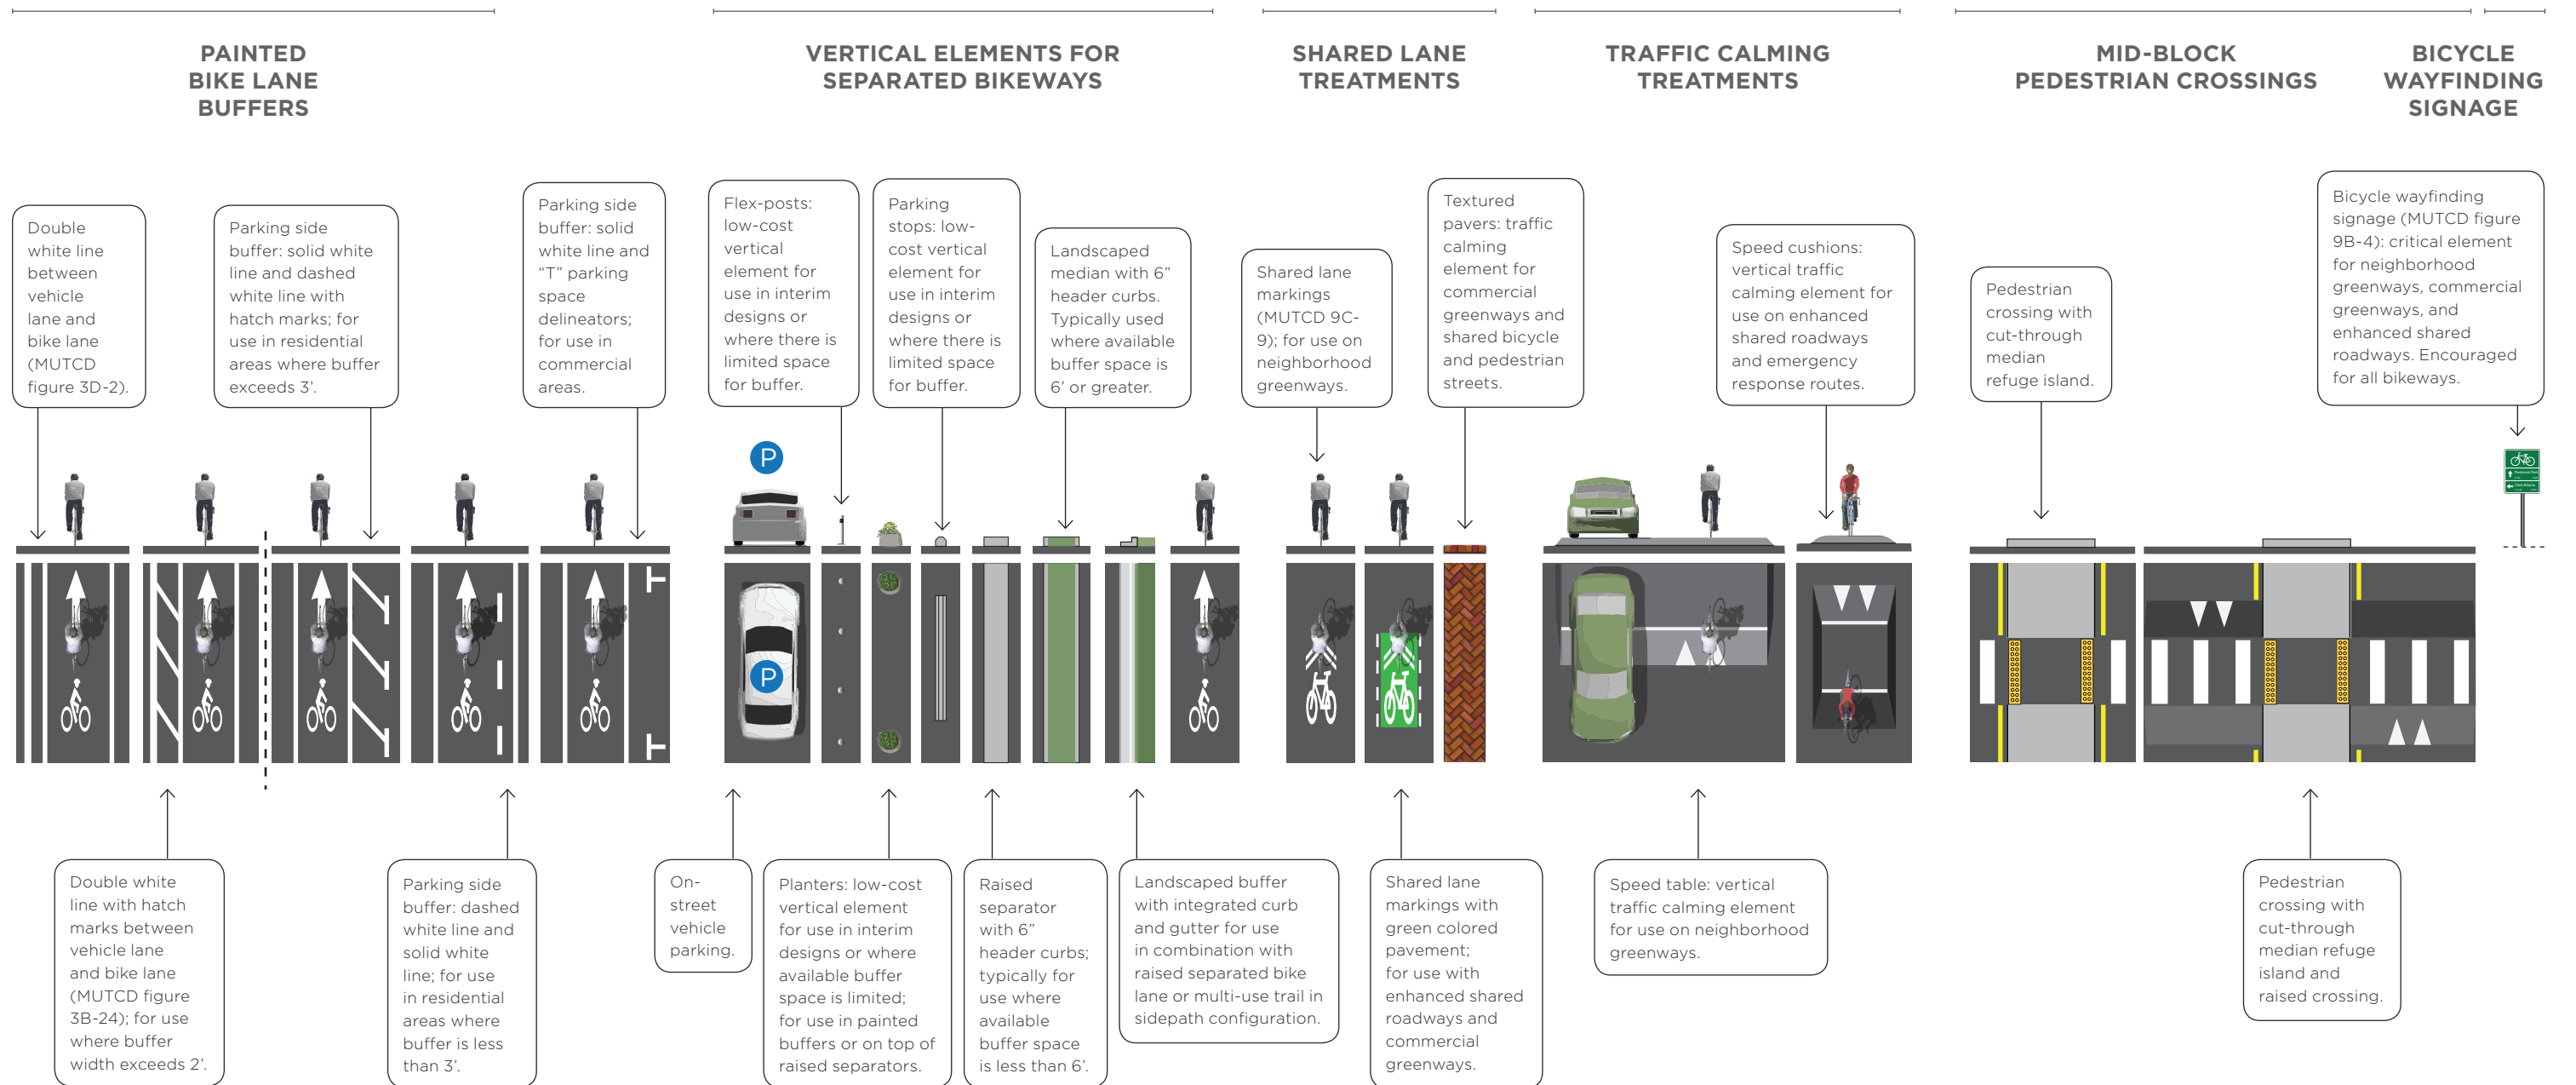 PAINTED
BIKE LANE
BUFFERS
VERTICAL ELEMENTS FOR
SEPARATED BIKEWAYS
SHARED LANE
TREATMENTS
TRAFFIC CALMING
TREATMENTS
MID-BLOCK
PEDESTRIAN CROSSINGS
BICYCLE
WAYFINDING
SIGNAGE
Double
white line
between
vehicle
lane and
bike lane
(MUTCD
figure 3D-2).
Parking side
buffer: solid white
line and dashed
white line with
hatch marks; for
use in residential
areas where buffer
exceeds 3’.
Parking side
buffer: solid
white line and
“T” parking
space
delineators;
for use in
commercial
areas.
Flex-posts:
low-cost
vertical
element for
use in interim
designs or
where there is
limited space
for buffer.
Parking
stops: low-
cost vertical
element for
use in interim
designs or
where there is
limited space
for buffer.
Landscaped
median with 6”
header curbs.
Typically used
where available
buffer space is
6’ or greater.
Shared lane
markings
(MUTCD 9C-
9); for use on
neighborhood
greenways.
Textured
pavers: traffic
calming
element for
commercial
greenways and
shared bicycle
and pedestrian
streets.
Speed cushions:
vertical traffic
calming element for
use on enhanced
shared roadways
and emergency
response routes.
Pedestrian
crossing with
cut-through
median
refuge island.
Bicycle wayfinding
signage (MUTCD figure
9B-4): critical element
for neighborhood
greenways, commercial
greenways, and
enhanced shared
roadways. Encouraged
for all bikeways.
P
P
Double white
line with hatch
marks between
vehicle lane
and bike lane
(MUTCD figure
3B-24); for use
where buffer
width exceeds 2’.
Parking side
buffer: dashed
white line and
solid white
line; for use
in residential
areas where
buffer is less
than 3’.
On-
street
vehicle
parking.
Planters: low-cost
vertical element
for use in interim
designs or where
available buffer
space is limited;
for use in painted
buffers or on top of
raised separators.
Raised
separator
with 6”
header curbs;
typically for
use where
available
buffer space
is less than 6’.
Landscaped buffer
with integrated curb
and gutter for use
in combination with
raised separated bike
lane or multi-use trail in
sidepath configuration.
Shared lane
markings with
green colored
pavement;
for use with
enhanced shared
roadways and
commercial
greenways.
Speed table: vertical
traffic calming element
for use on neighborhood
greenways.
Pedestrian
crossing with
cut-through
median refuge
island and
raised crossing.